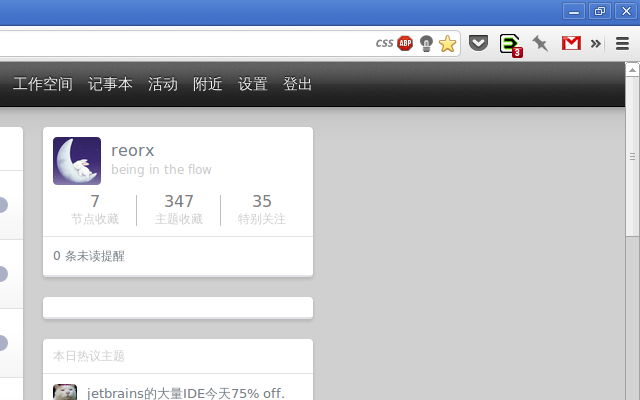 CSS ABP 3
工作空间 记事本 活动 附近 设置 登出
reorx
being in the flow
7 347 35
节点收藏 主题收藏 特别关注
0 条未读提醒
本日热议主题
jetbrains的大量IDE今天75% off.